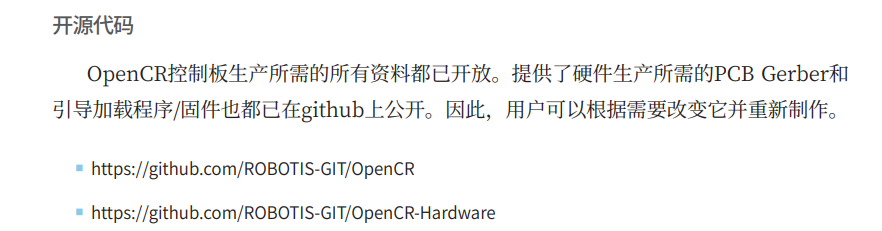 开源代码
OpenCR控制板生产所需的所有资料都已开放。提供了硬件生产所需的PCB Gerber和
引导加载程序/固件也都已在github上公开。因此，用户可以根据需要改变它并重新制作。
https://github.com/ROBOTIS-GIT/OpenCR
https://github.com/ROBOTIS-GIT/OpenCR-Hardware